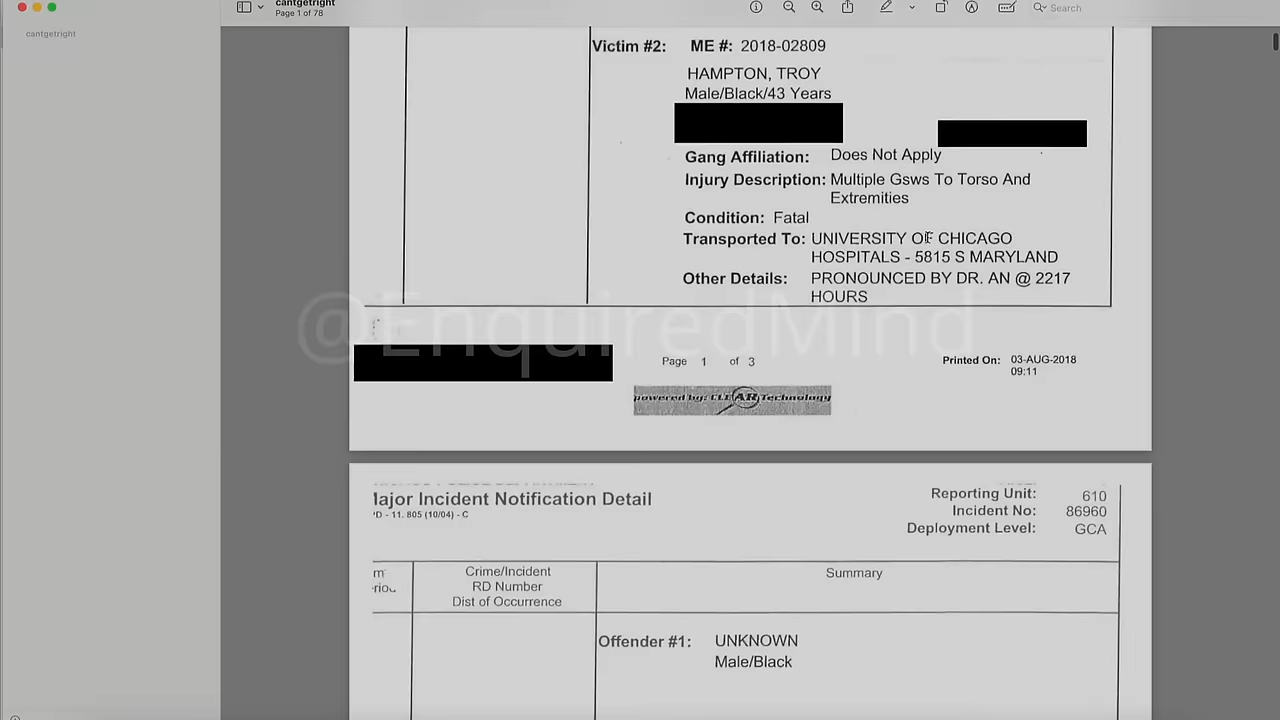 cantgetright
Page 1 of 78
Search
cantgetright
Victim #2: ME #: 2018-02809
HAMPTON, TROY
Male/Black/43 Years
Gang Affiliation: Does Not Apply
Injury Description: Multiple Gsws To Torso And
Extremities
Condition: Fatal
Transported To: UNIVERSITY OF CHICAGO
HOSPITALS - 5815 S MARYLAND
Other Details: PRONOUNCED BY DR. AN @ 2217
HOURS
@EnquiredMind
Page 1 of 3
Printed On: 03-AUG-2018
09:11
powered by: CLEAR Technology
lajor Incident Notification Detail
'D - 11. 805 (10/04) - C
Reporting Unit: 610
Incident No: 86960
Deployment Level: GCA
Crime/Incident
RD Number
Dist of Occurrence
Summary
Offender #1: UNKNOWN
Male/Black